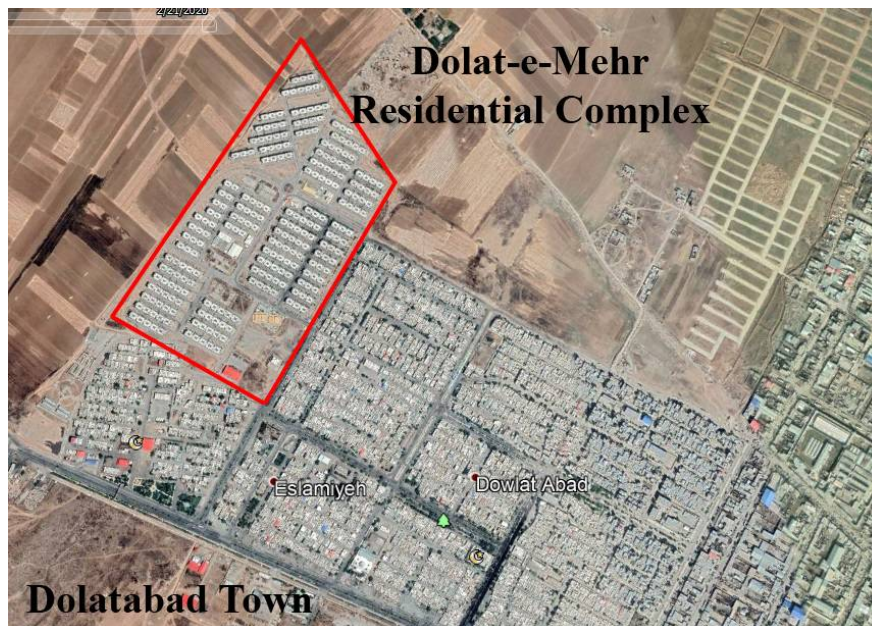 2/21/2020
Dolat-e-Mehr
Residential Complex
Eslamiyeh
Dowlat Abad
Dolatabad Town